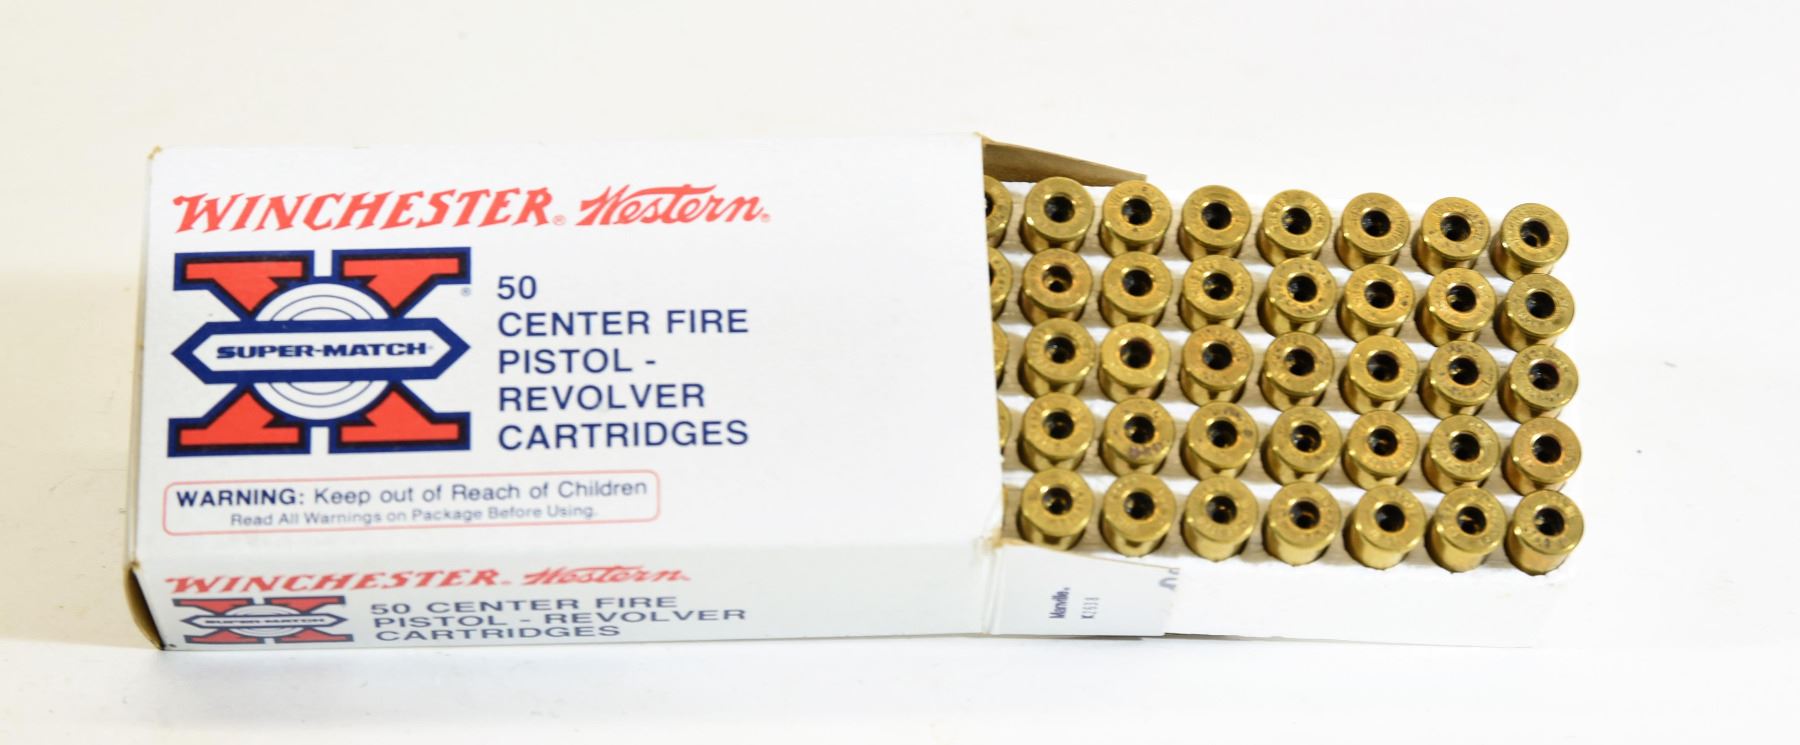 WINCHESTER® Western®
SUPER-MATCH®
50
CENTER FIRE
PISTOL -
REVOLVER
CARTRIDGES
WARNING: Keep out of Reach of Children
Read All Warnings on Package Before Using.
WINCHESTER® Western®
SUPER-MATCH
50 CENTER FIRE
PISTOL - REVOLVER
CARTRIDGES